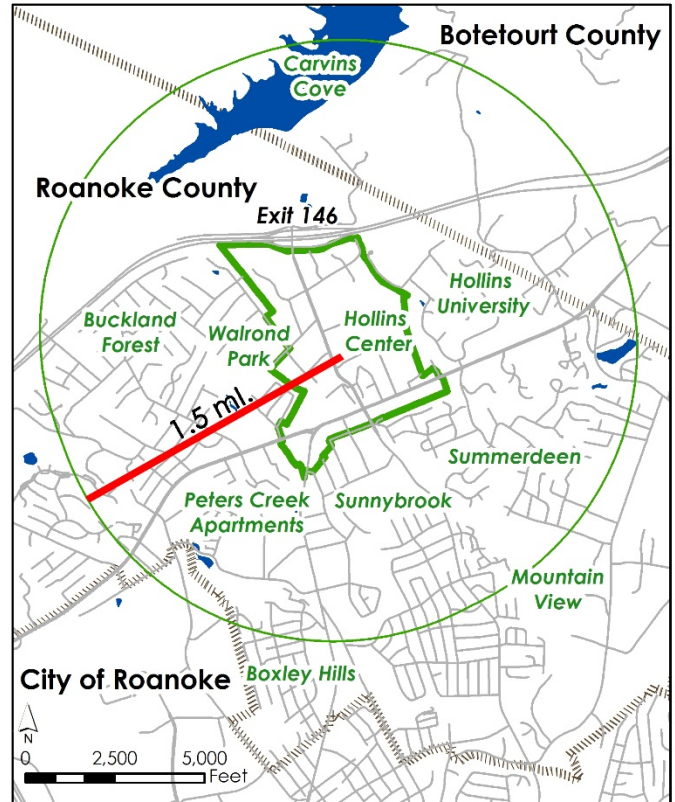 Botetourt County
Carvins
Cove
Roanoke County
Exit 146
Hollins
University
Buckland
Forest
Walrond
Park
Hollins
Center
1.5 mi.
Summerdeen
Peters Creek
Apartments
Sunnybrook
Mountain
View
City of Roanoke
Boxley Hills
N
0 2,500 5,000
Feet